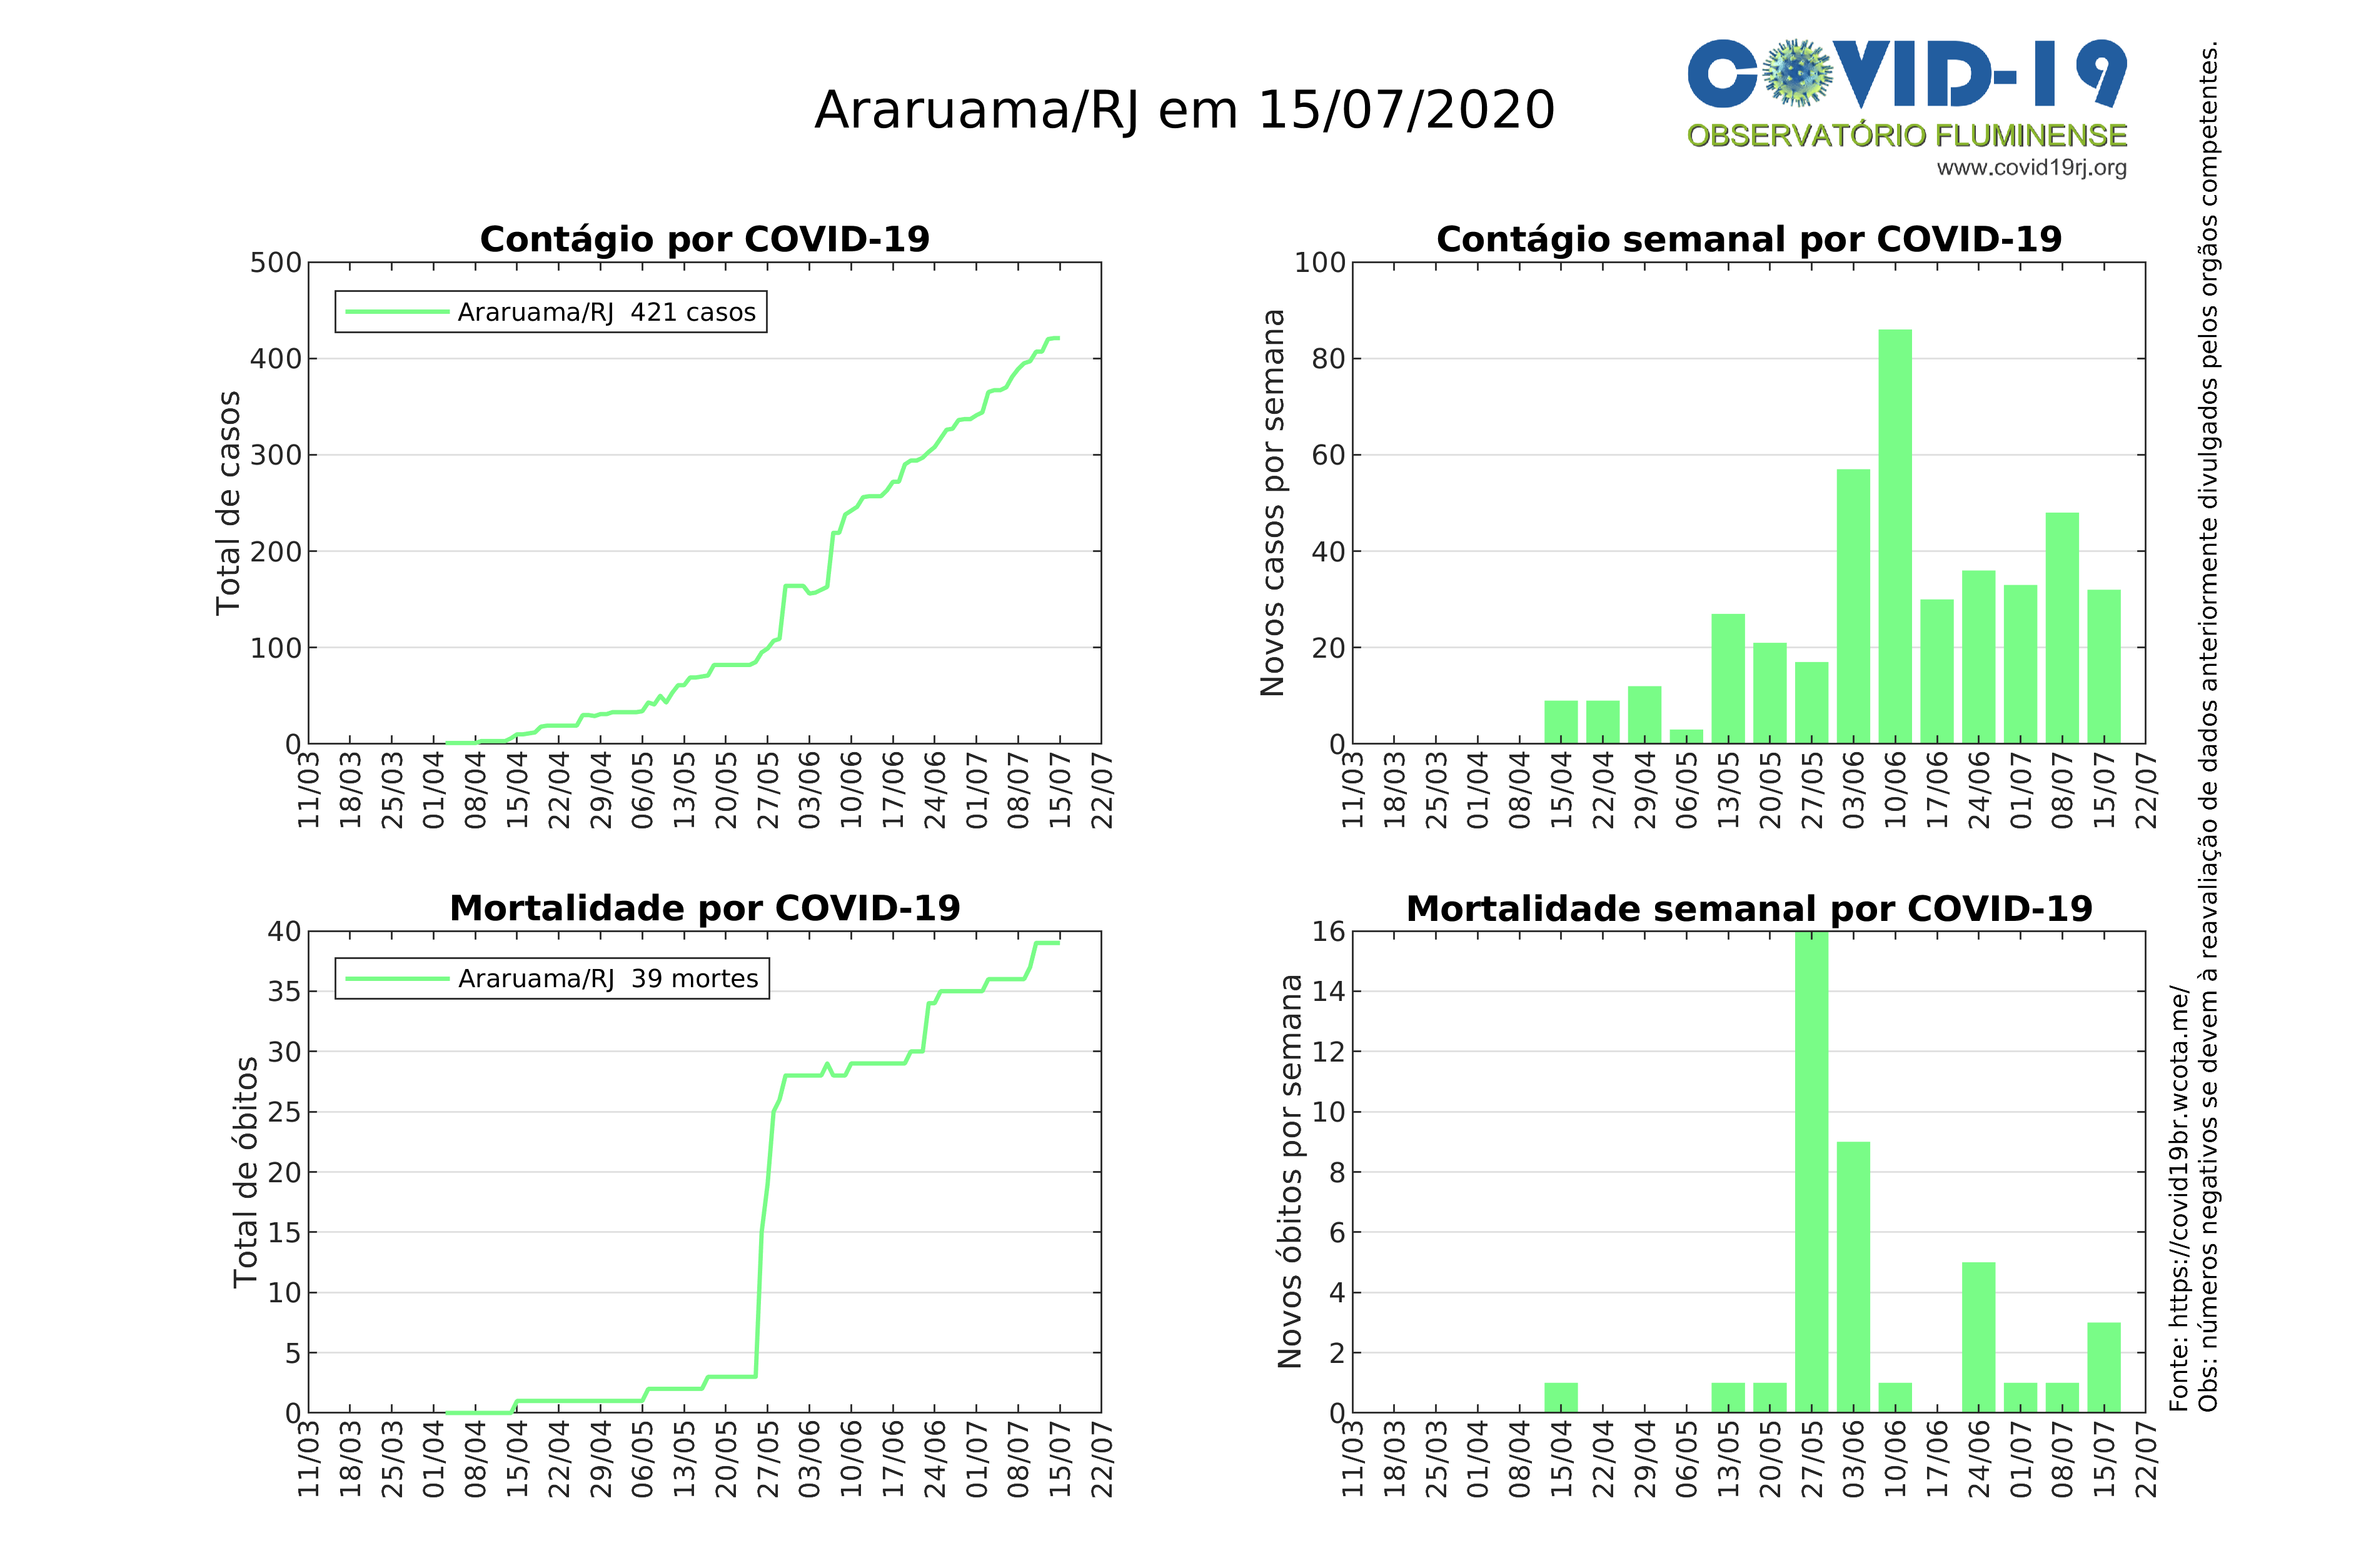 Araruama/RJ em 15/07/2020
COVID-19
OBSERVATÓRIO FLUMINENSE
www.covid19rj.org
Contágio por COVID-19
Total de casos
500
400
300
200
100
0
Araruama/RJ 421 casos
11/03 18/03 25/03 01/04 08/04 15/04 22/04 29/04 06/05 13/05 20/05 27/05 03/06 10/06 17/06 24/06 01/07 08/07 15/07 22/07
Contágio semanal por COVID-19
Novos casos por semana
100
80
60
40
20
0
11/03 18/03 25/03 01/04 08/04 15/04 22/04 29/04 06/05 13/05 20/05 27/05 03/06 10/06 17/06 24/06 01/07 08/07 15/07 22/07
Mortalidade por COVID-19
Total de óbitos
40
35
30
25
20
15
10
5
0
Araruama/RJ 39 mortes
11/03 18/03 25/03 01/04 08/04 15/04 22/04 29/04 06/05 13/05 20/05 27/05 03/06 10/06 17/06 24/06 01/07 08/07 15/07 22/07
Mortalidade semanal por COVID-19
Novos óbitos por semana
16
14
12
10
8
6
4
2
0
11/03 18/03 25/03 01/04 08/04 15/04 22/04 29/04 06/05 13/05 20/05 27/05 03/06 10/06 17/06 24/06 01/07 08/07 15/07 22/07
Fonte: https://covid19br.wcota.me/
Obs: números negativos se devem à reavaliação de dados anteriormente divulgados pelos orgãos competentes.